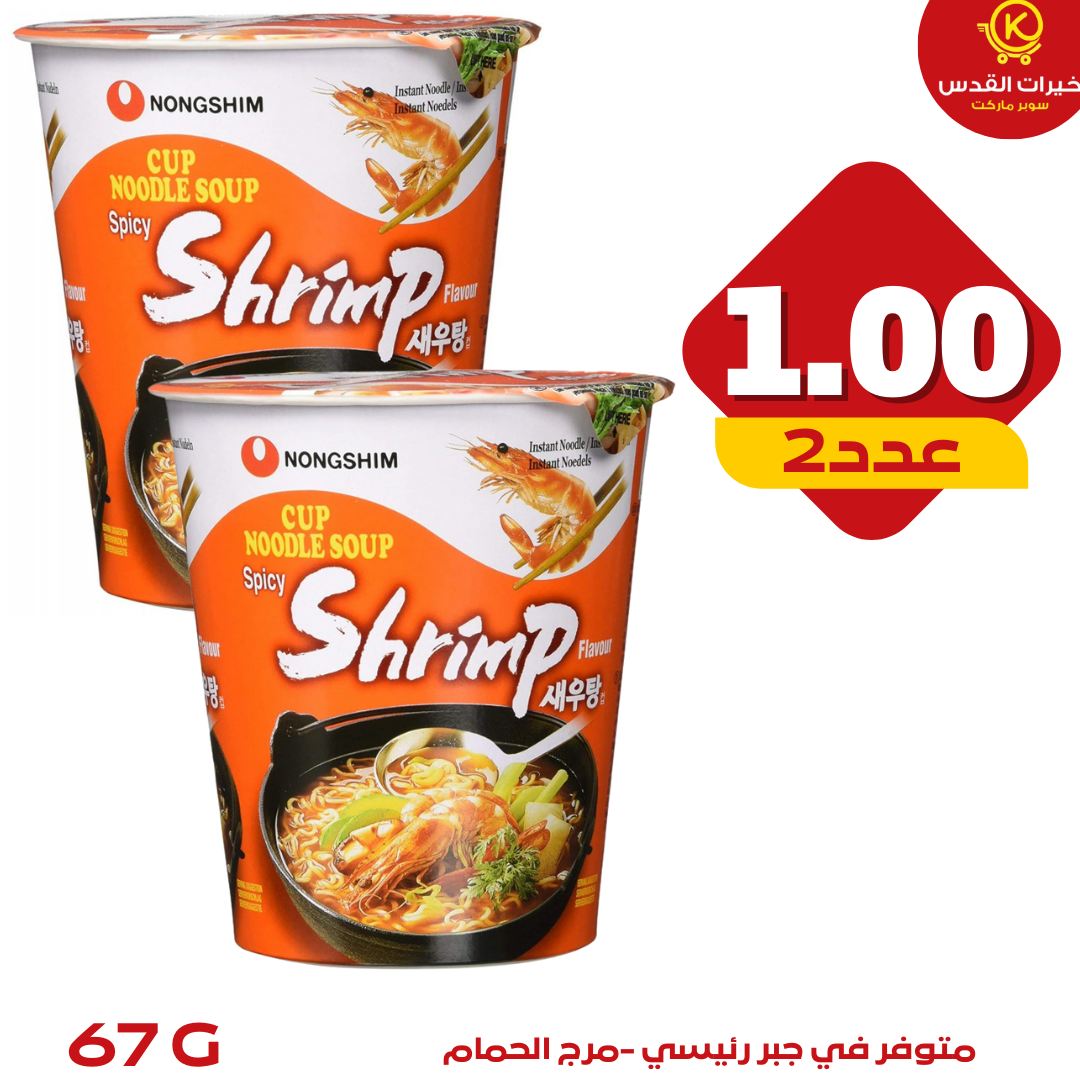 خيرات القدس
سوبر ماركت
NONGSHIM
Instant Noodle / Ins
Instant Noedels
CUP
NOODLE SOUP
Spicy
Shrimp
Flavour
새우탕
1.00
عدد2
NONGSHIM
Instant Noodle / Ins
Instant Noedels
CUP
NOODLE SOUP
Spicy
Shrimp
Flavour
새우탕
67 G
متوفر في جبر رئيسي -مرج الحمام